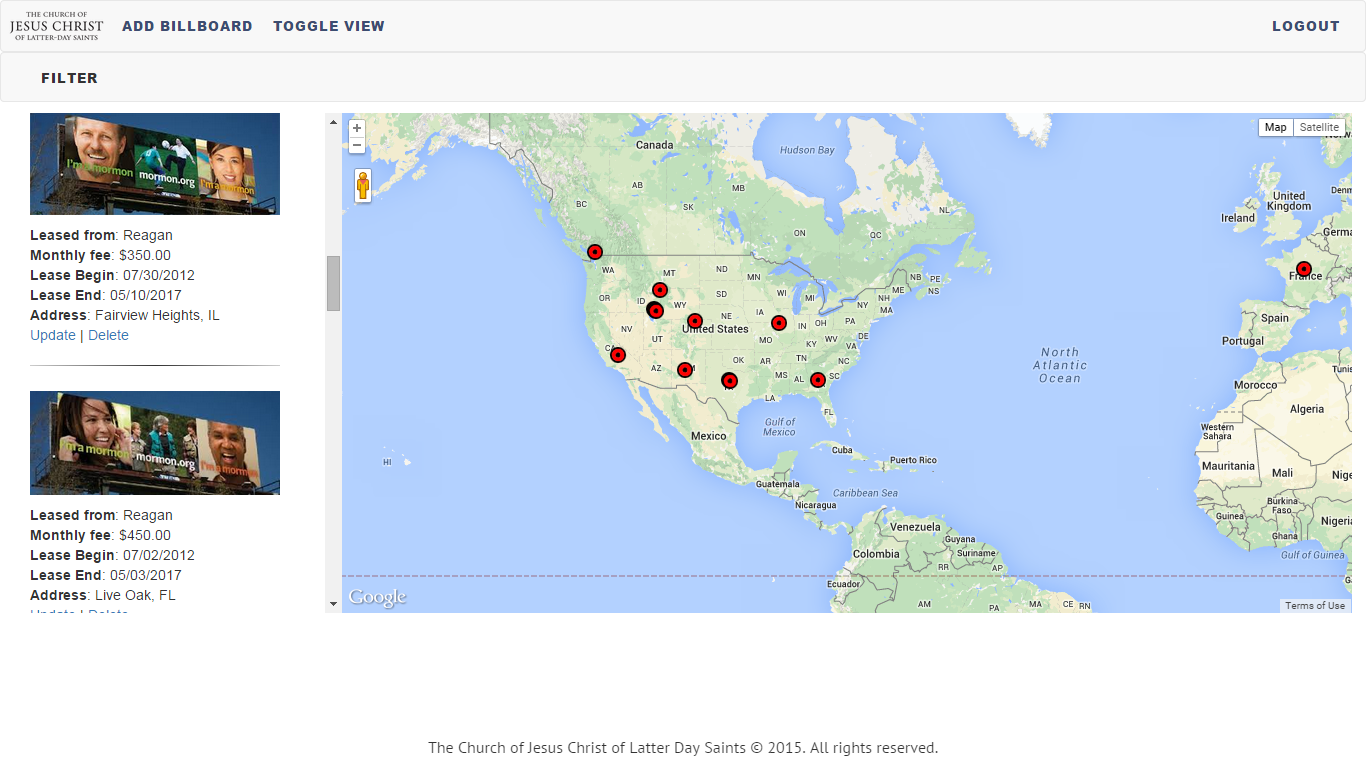 THE CHURCH OF
JESUS CHRIST
OF LATTER-DAY SAINTS
ADD BILLBOARD
TOGGLE VIEW
LOGOUT
FILTER
I'm a mormon
mormon.org
I'm a mormon
Leased from: Reagan
Monthly fee: $350.00
Lease Begin: 07/30/2012
Lease End: 05/10/2017
Address: Fairview Heights, IL
Update | Delete
I'm a mormon
mormon.org
I'm a mormon
Leased from: Reagan
Monthly fee: $450.00
Lease Begin: 07/02/2012
Lease End: 05/03/2017
Address: Live Oak, FL
Update | Delete
+
−
Map
Satellite
Canada
Hudson Bay
AB
MB
BC
SK
NL
ON
QC
United
Kingdom
Ireland
Denm
Germa
France
WA
MT
ND
MN
NB
PE
NS
OR
ID
WY
SD
WI
MI
NY
NH
ME
MA
NE
IA
IN
OH
PA
NV
UT
United States
MO
KY
WV
VA
DE
CA
AZ
OK
AR
TN
NC
MS
AL
SC
LA
FL
Spain
Portugal
North
Atlantic
Ocean
Gulf of
Mexico
Mexico
HI
Cuba
Puerto Rico
Guatemala
Caribbean Sea
Nicaragua
Morocco
Tunis
Algeria
Western
Sahara
Mauritania
Mali
Nige
Burkina
Faso
Guinea
Ghana
Nigeria
Gulf of Guinea
Venezuela
Guyana
Colombia
Suriname
RR
AP
Ecuador
AM
PA
MA
CE
RN
Google
Terms of Use
The Church of Jesus Christ of Latter Day Saints © 2015. All rights reserved.